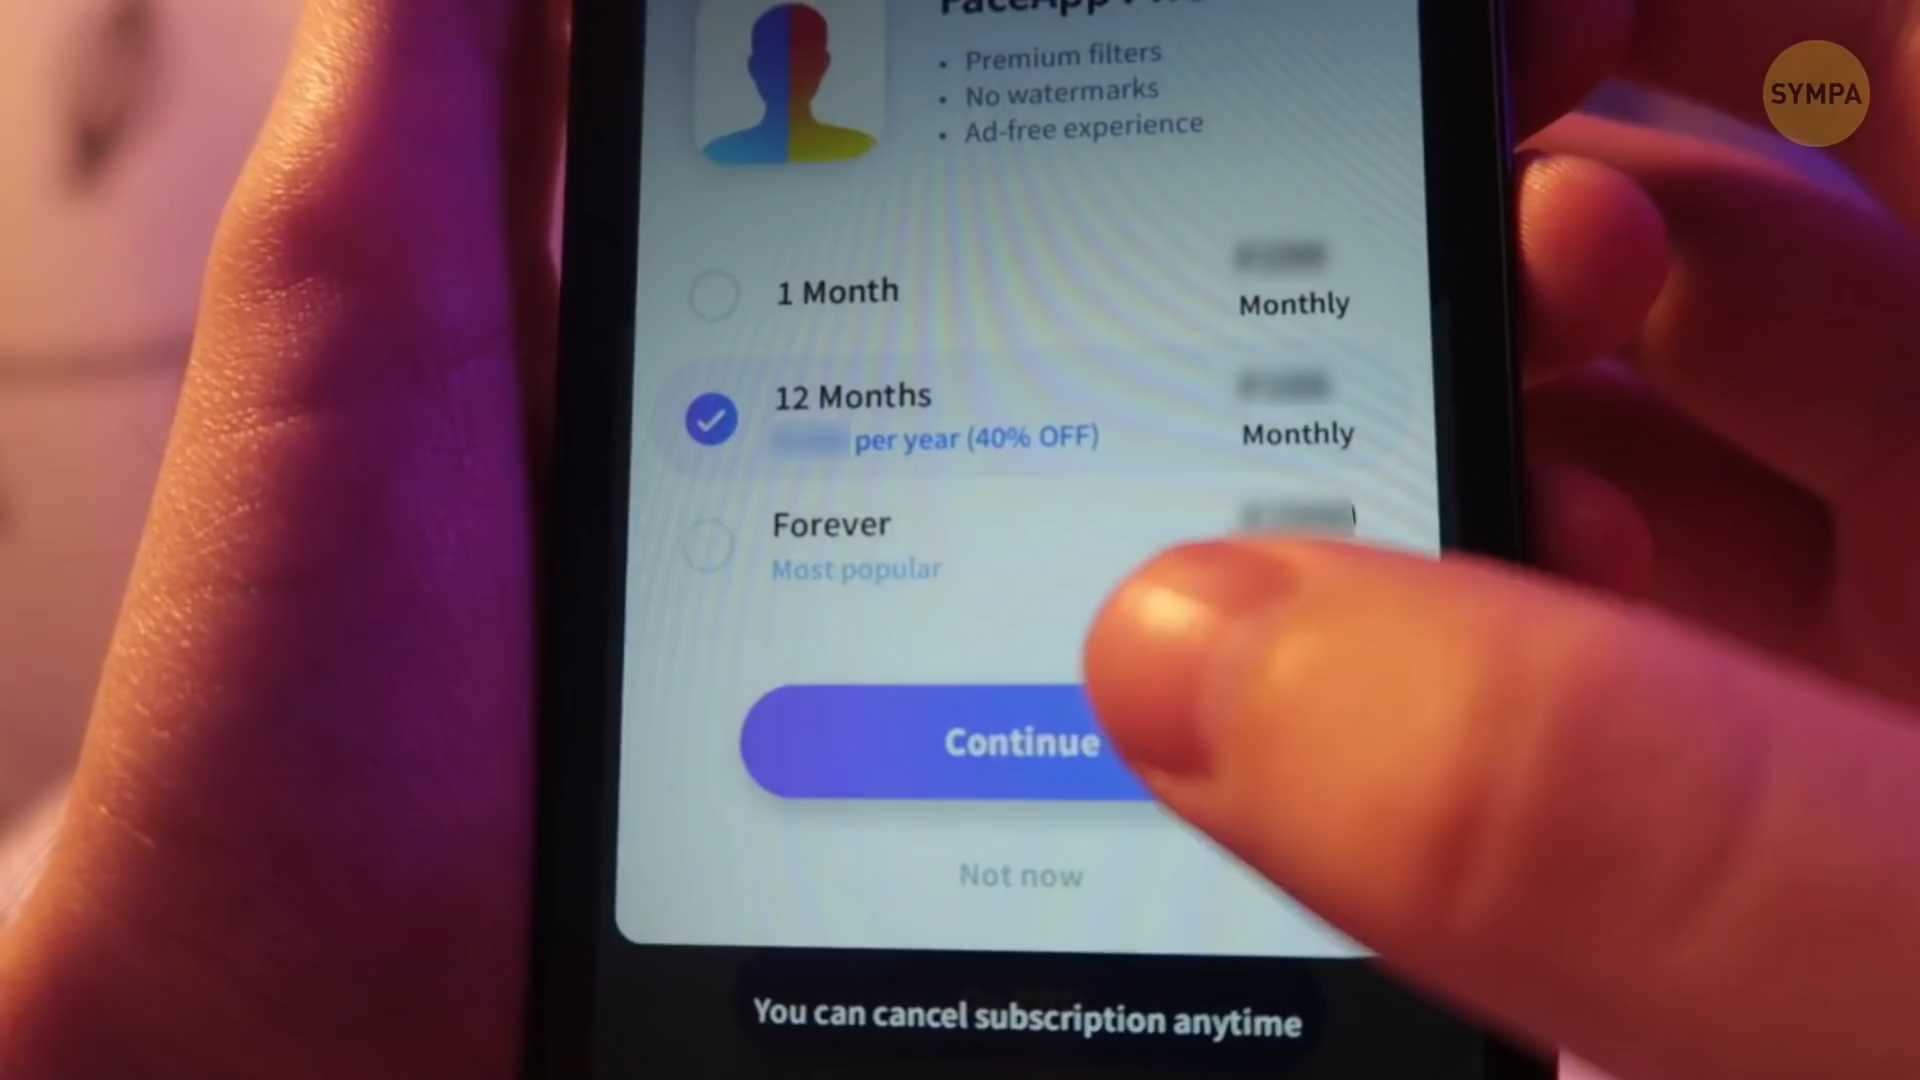 SYMPA
FaceApp
• Premium filters
• No watermarks
• Ad-free experience
1 Month
Monthly
12 Months
per year (40% OFF)
Monthly
Forever
Most popular
Continue
Not now
You can cancel subscription anytime